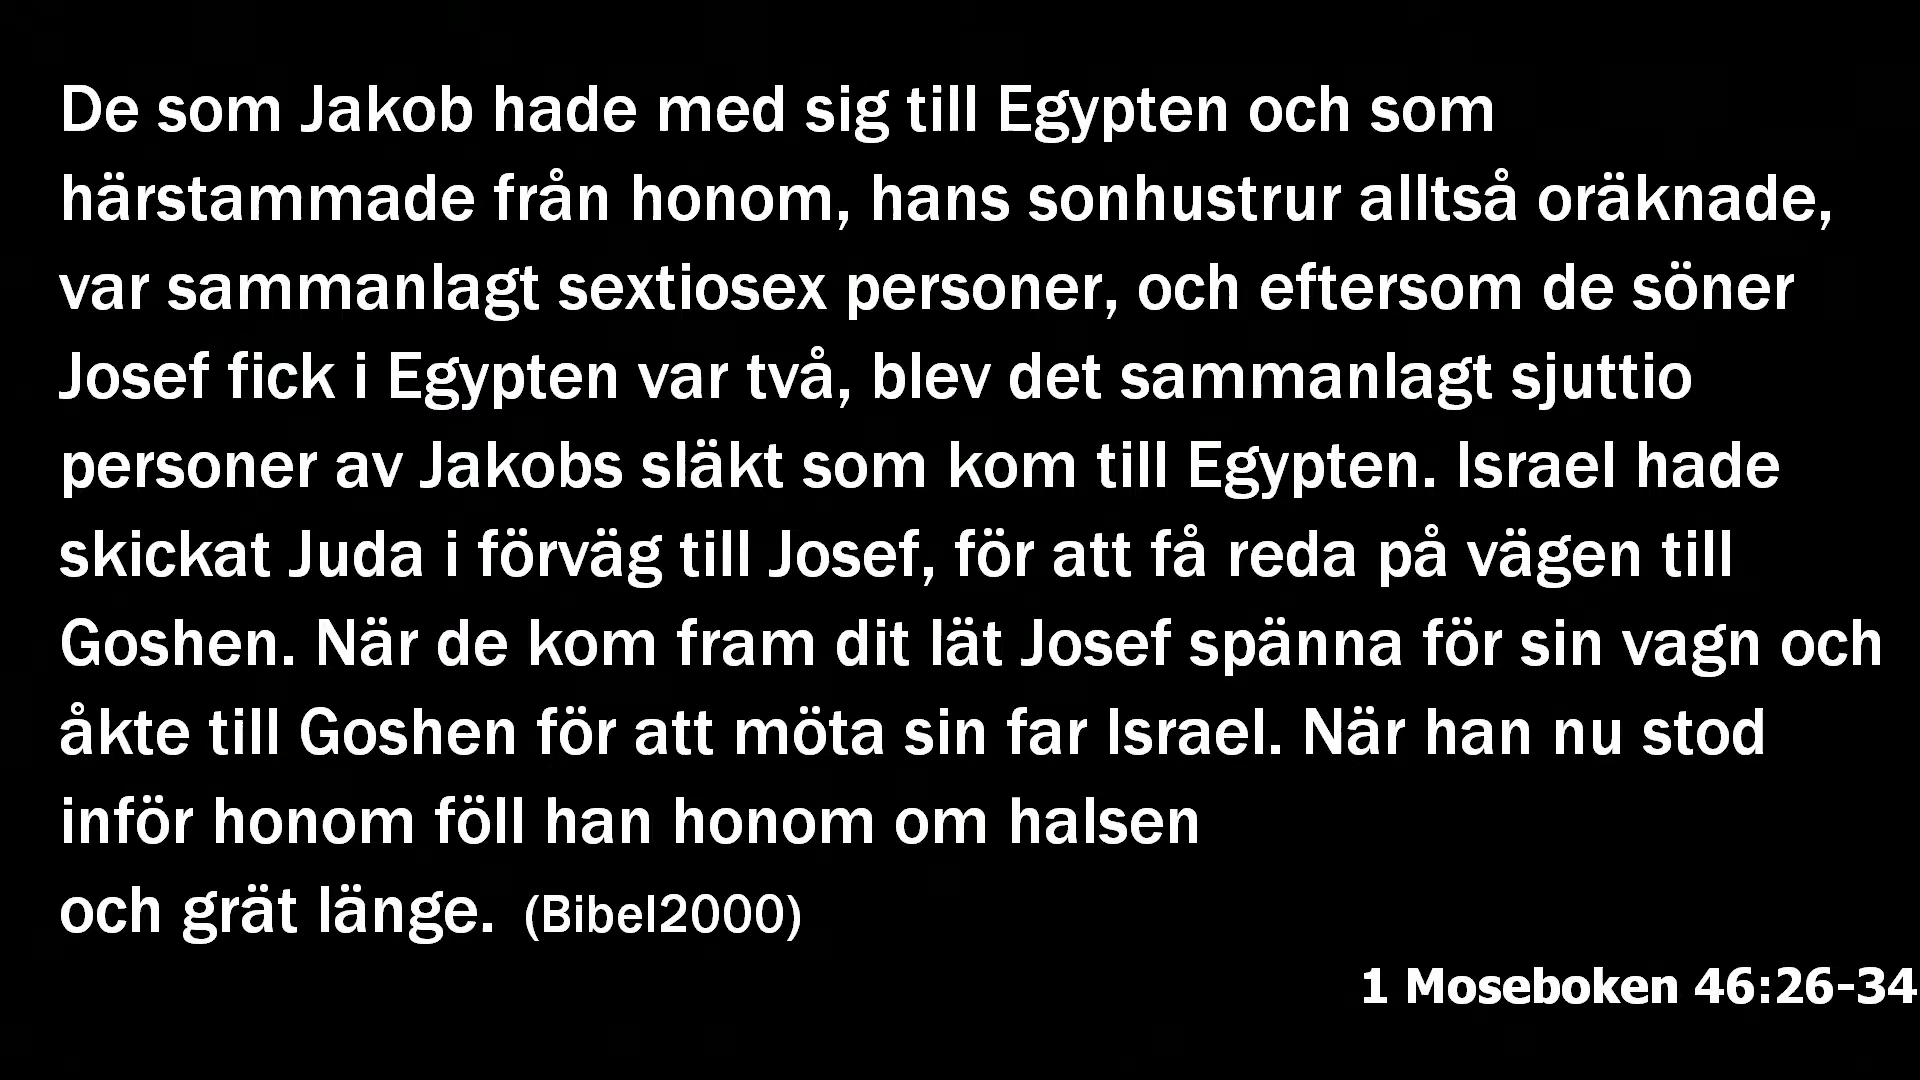 De som Jakob hade med sig till Egypten och som
härstammade från honom, hans sonhustrur alltså oräknade,
var sammanlagt sextiosex personer, och eftersom de söner
Josef fick i Egypten var två, blev det sammanlagt sjuttio
personer av Jakobs släkt som kom till Egypten. Israel hade
skickat Juda i förväg till Josef, för att få reda på vägen till
Goshen. När de kom fram dit lät Josef spänna för sin vagn och
åkte till Goshen för att möta sin far Israel. När han nu stod
inför honom föll han honom om halsen
och grät länge. (Bibel2000)
1 Moseboken 46:26-34